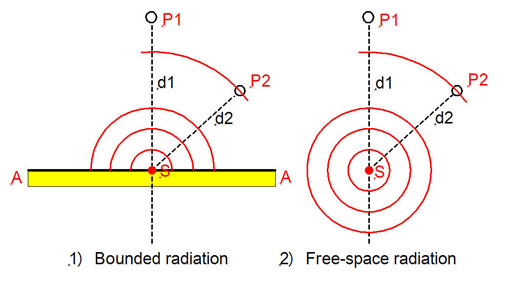 P1
P2
d1
d2
S
A
A
1) Bounded radiation
P1
P2
d1
d2
S
2) Free-space radiation